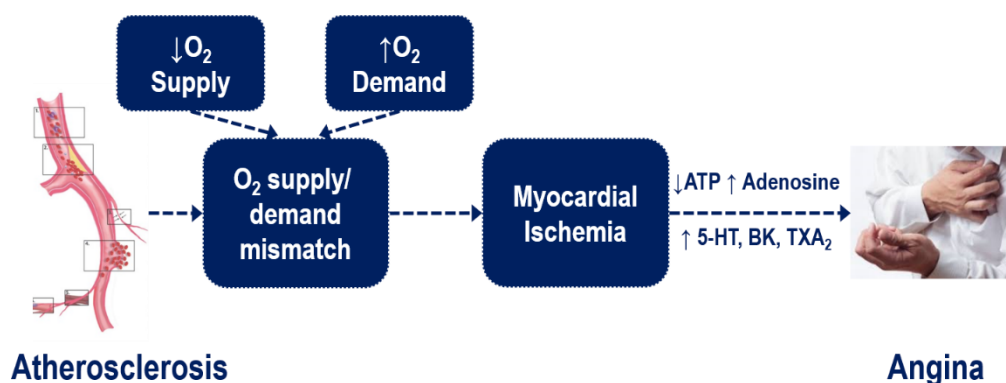 ↓O₂
Supply
↑O₂
Demand
O₂ supply/
demand
mismatch
Myocardial
Ischemia
↓ATP ↑ Adenosine
↑ 5-HT, BK, TXA₂
Atherosclerosis
Angina